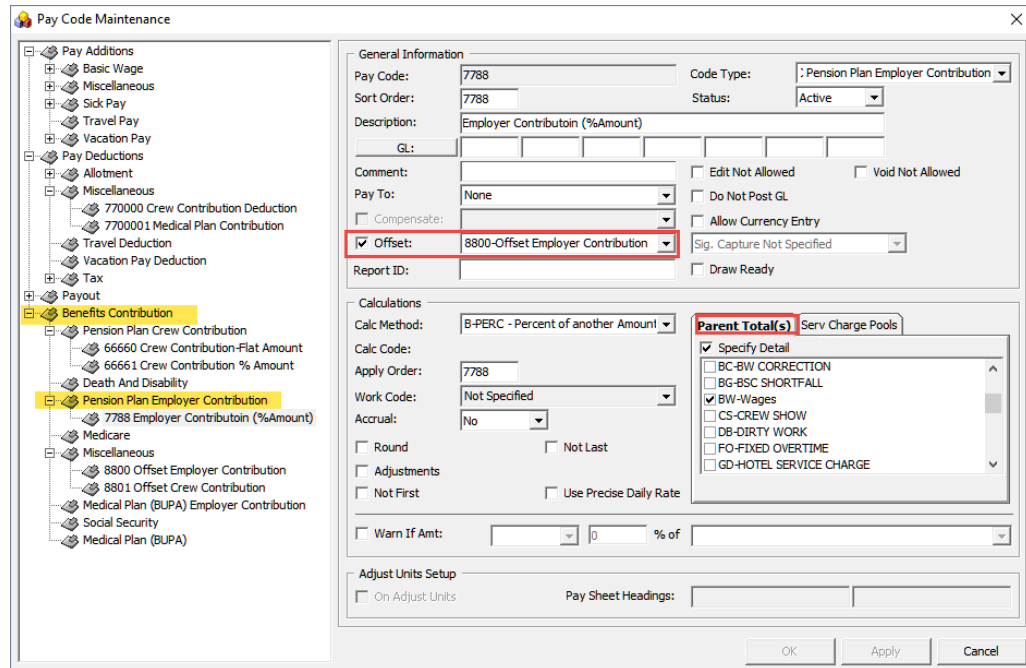 Pay Code Maintenance
Pay Additions
Basic Wage
Miscellaneous
Sick Pay
Travel Pay
Vacation Pay
Pay Deductions
Allotment
Miscellaneous
770000 Crew Contribution Deduction
7700001 Medical Plan Contribution
Travel Deduction
Vacation Pay Deduction
Tax
Payout
Benefits Contribution
Pension Plan Crew Contribution
66660 Crew Contribution-Flat Amount
66661 Crew Contribution % Amount
Death And Disability
Pension Plan Employer Contribution
7788 Employer Contributoin (%Amount)
Medicare
Miscellaneous
8800 Offset Employer Contribution
8801 Offset Crew Contribution
Medical Plan (BUPA) Employer Contribution
Social Security
Medical Plan (BUPA)
General Information
Pay Code: 7788 Code Type: : Pension Plan Employer Contribution
Sort Order: 7788 Status: Active
Description: Employer Contributoin (%Amount)
GL:
Comment: Edit Not Allowed Void Not Allowed
Pay To: None Do Not Post GL
Compensate: Allow Currency Entry
Offset: 8800-Offset Employer Contribution Sig. Capture Not Specified
Report ID: Draw Ready
Calculations
Calc Method: B-PERC - Percent of another Amount
Calc Code:
Apply Order: 7788
Work Code: Not Specified
Accrual: No
Round Not Last
Adjustments
Not First Use Precise Daily Rate
Parent Total(s) Serv Charge Pools
Specify Detail
BC-BW CORRECTION
BG-BSC SHORTFALL
BW-Wages
CS-CREW SHOW
DB-DIRTY WORK
FO-FIXED OVERTIME
GD-HOTEL SERVICE CHARGE
Warn If Amt: 0 % of
Adjust Units Setup
On Adjust Units Pay Sheet Headings:
OK Apply Cancel